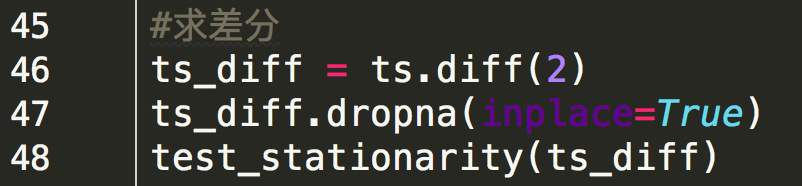 45 #求差分
46 ts_diff = ts.diff(2)
47 ts_diff.dropna(inplace=True)
48 test_stationarity(ts_diff)